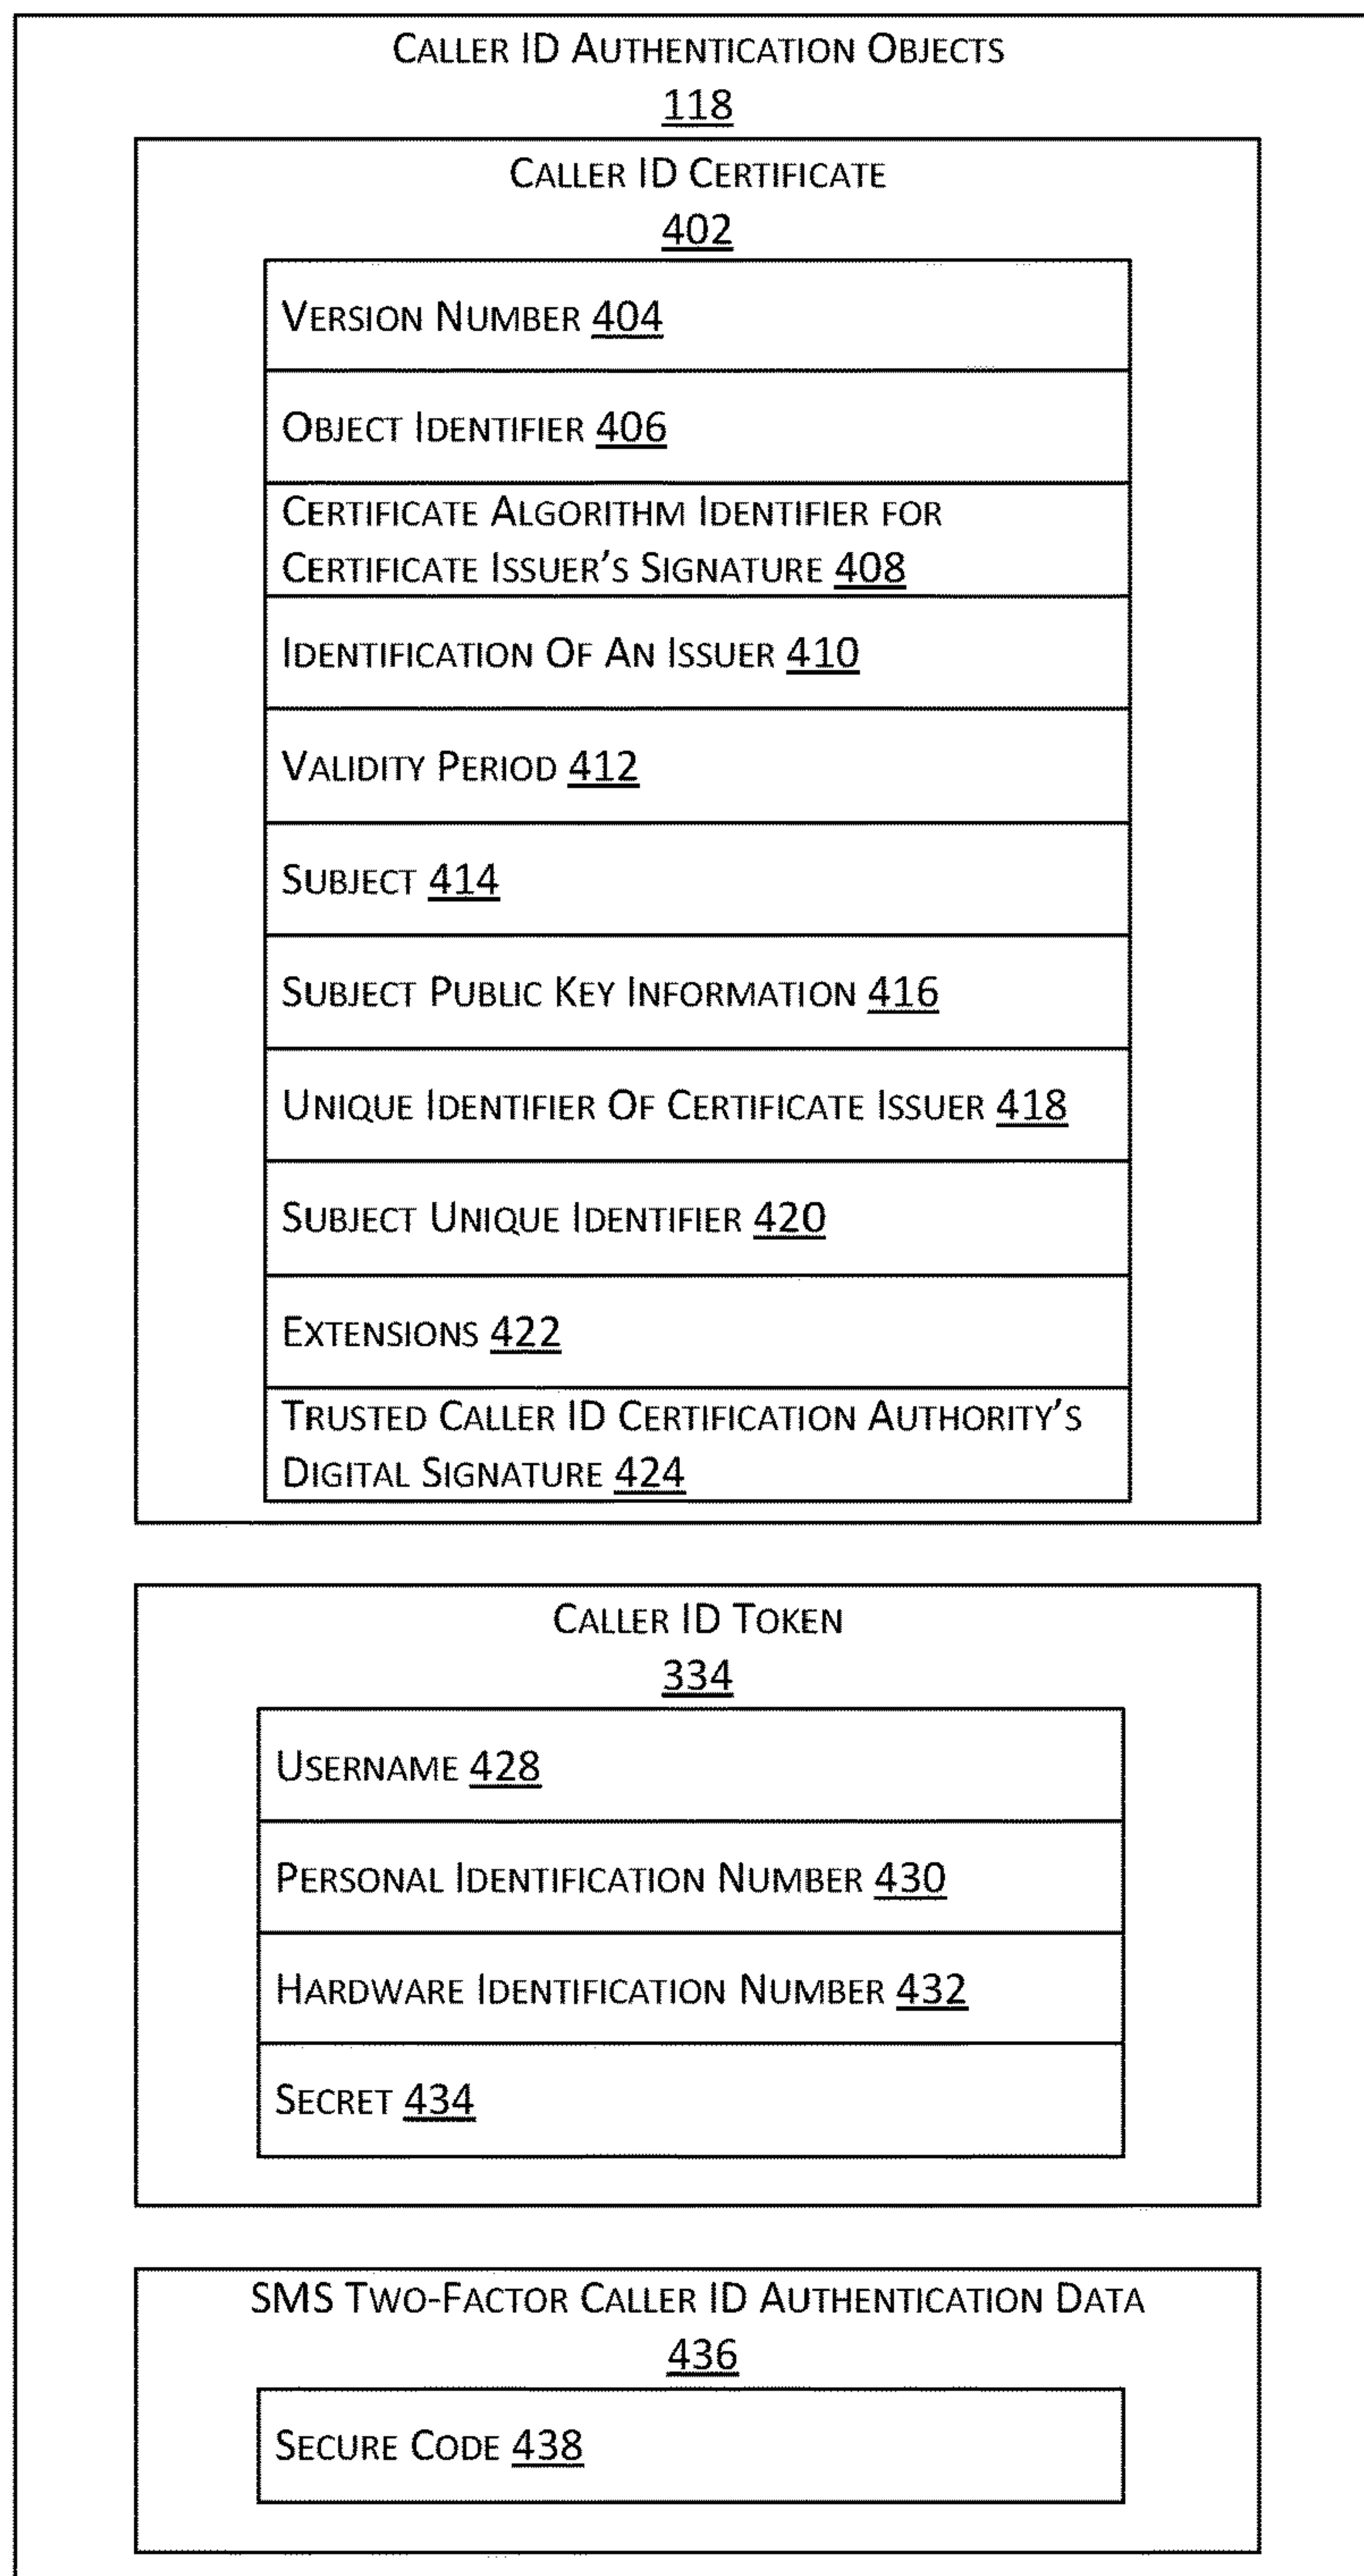 CALLER ID AUTHENTICATION OBJECTS
118
CALLER ID CERTIFICATE
402
VERSION NUMBER 404
OBJECT IDENTIFIER 406
CERTIFICATE ALGORITHM IDENTIFIER FOR
CERTIFICATE ISSUER'S SIGNATURE 408
IDENTIFICATION OF AN ISSUER 410
VALIDITY PERIOD 412
SUBJECT 414
SUBJECT PUBLIC KEY INFORMATION 416
UNIQUE IDENTIFIER OF CERTIFICATE ISSUER 418
SUBJECT UNIQUE IDENTIFIER 420
EXTENSIONS 422
TRUSTED CALLER ID CERTIFICATION AUTHORITY'S
DIGITAL SIGNATURE 424
CALLER ID TOKEN
334
USERNAME 428
PERSONAL IDENTIFICATION NUMBER 430
HARDWARE IDENTIFICATION NUMBER 432
SECRET 434
SMS TWO-FACTOR CALLER ID AUTHENTICATION DATA
436
SECURE CODE 438